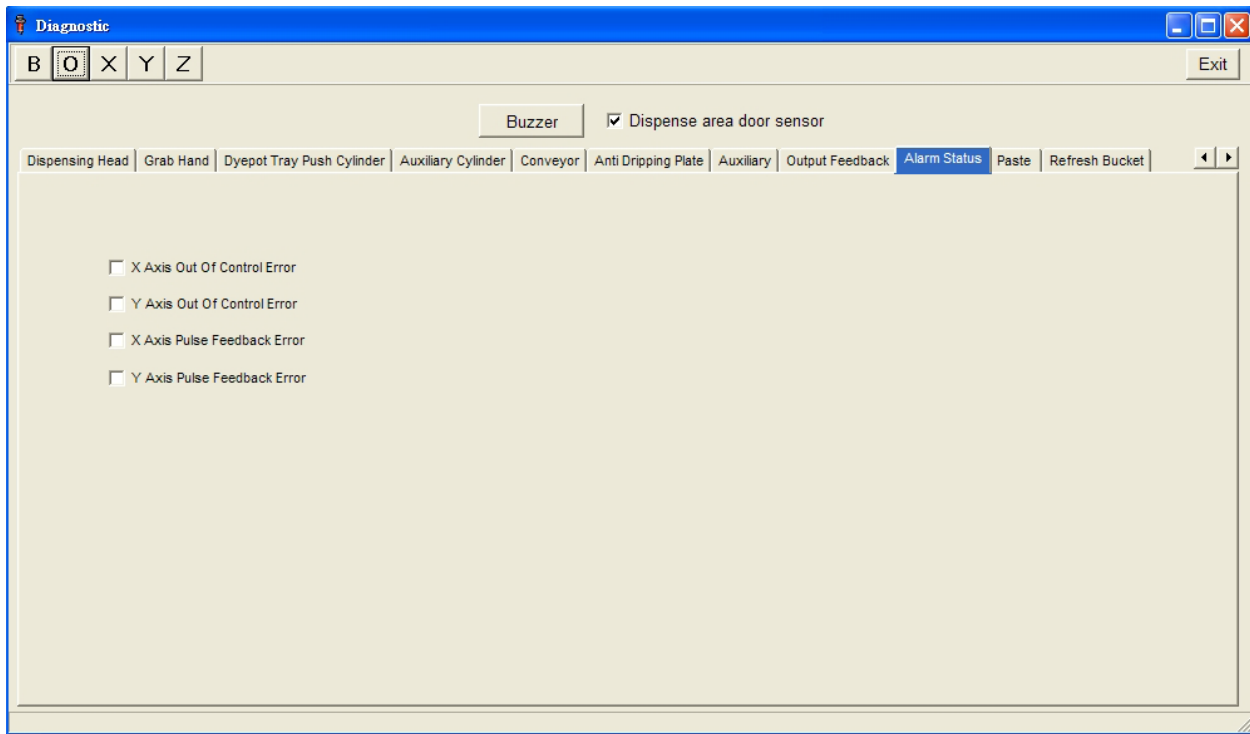 Diagnostic
B O X Y Z Exit
Buzzer Dispense area door sensor
Dispensing Head Grab Hand Dyepot Tray Push Cylinder Auxiliary Cylinder Conveyor Anti Dripping Plate Auxiliary Output Feedback Alarm Status Paste Refresh Bucket
X Axis Out Of Control Error
Y Axis Out Of Control Error
X Axis Pulse Feedback Error
Y Axis Pulse Feedback Error